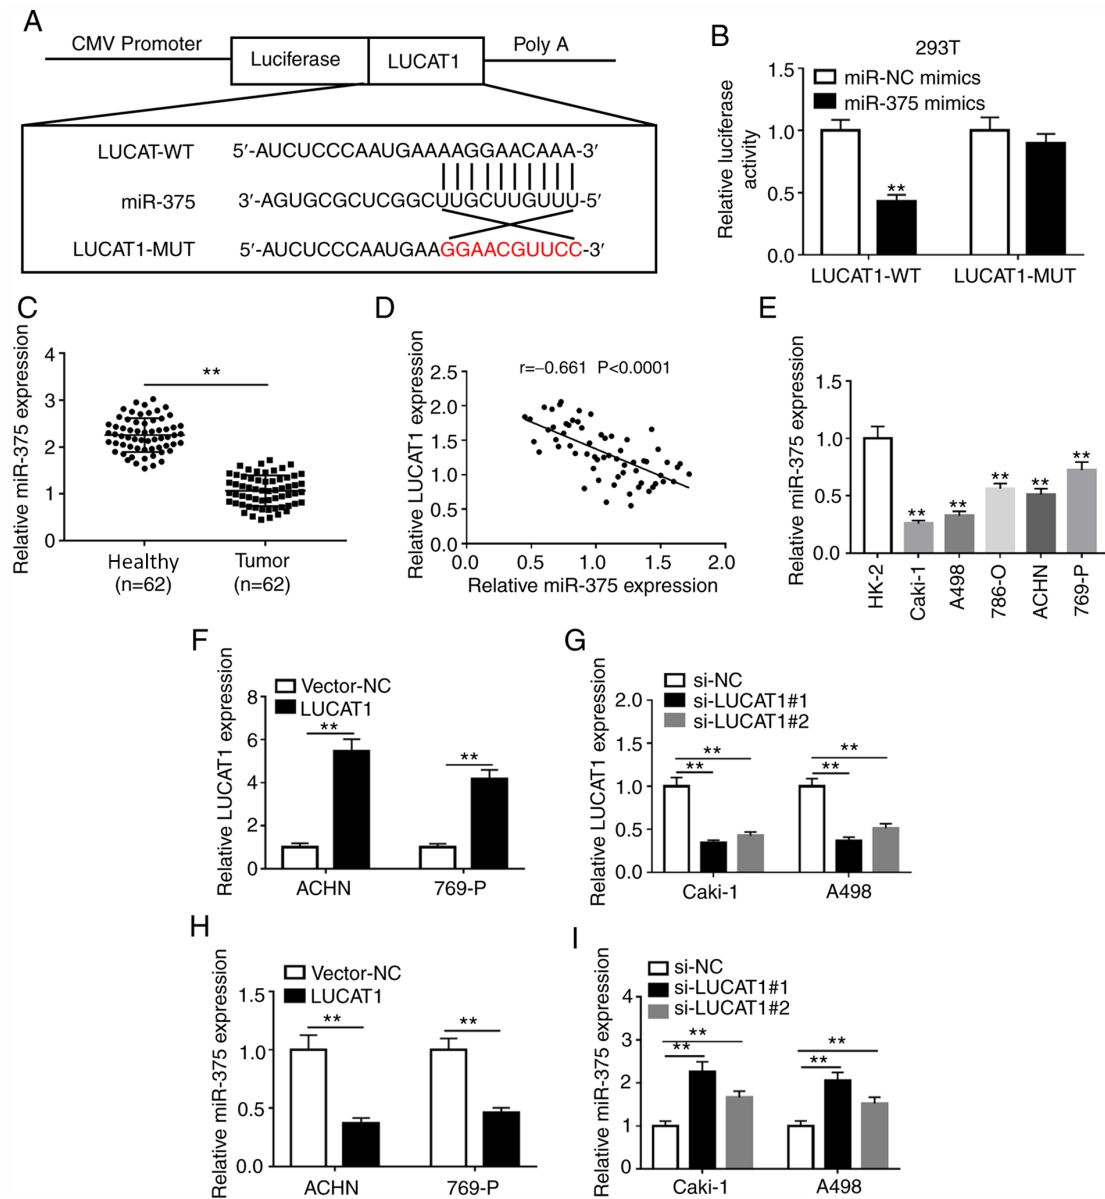 A
CMV Promoter
Luciferase
LUCAT1
Poly A
LUCAT-WT 5′-AUCUCCCAAUGAAAAGGAACAAA-3′
miR-375 3′-AGUGCGCUCGGCUUGCUUGUUU-5′
LUCAT1-MUT 5′-AUCUCCCAAUGAAGGAACGUUCC-3′
B
293T
miR-NC mimics
miR-375 mimics
Relative luciferase
activity
1.5
1.0
0.5
0.0
**
LUCAT1-WT LUCAT1-MUT
C
Relative miR-375 expression
4
3
2
1
0
**
Healthy
(n=62)
Tumor
(n=62)
D
Relative LUCAT1 expression
r=−0.661 P<0.0001
2.5
2.0
1.5
1.0
0.5
0.0
0.0 0.5 1.0 1.5 2.0
Relative miR-375 expression
E
Relative miR-375 expression
1.5
1.0
0.5
0.0
** ** ** ** **
HK-2
Caki-1
A498
786-O
ACHN
769-P
F
Relative LUCAT1 expression
Vector-NC
LUCAT1
8
6
4
2
0
** **
ACHN 769-P
G
Relative LUCAT1 expression
si-NC
si-LUCAT1#1
si-LUCAT1#2
2.0
1.5
1.0
0.5
0.0
** **
** **
Caki-1 A498
H
Relative miR-375 expression
Vector-NC
LUCAT1
1.5
1.0
0.5
0.0
** **
ACHN 769-P
I
Relative miR-375 expression
si-NC
si-LUCAT1#1
si-LUCAT1#2
4
3
2
1
0
** **
** **
Caki-1 A498